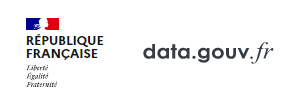 RÉPUBLIQUE
FRANÇAISE
Liberté
Égalité
Fraternité
data.gouv.fr